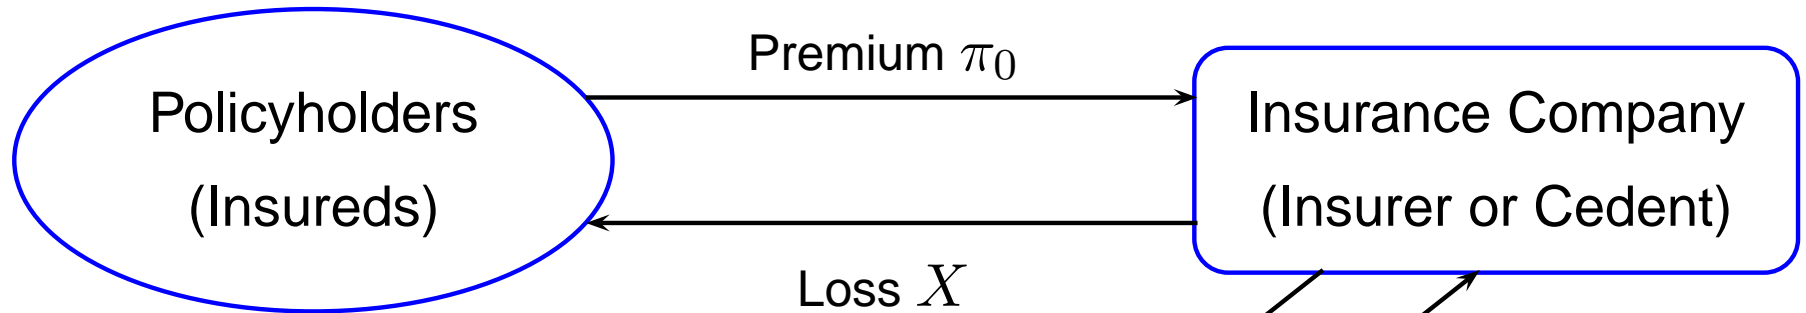 Premium π₀
Policyholders
(Insureds)
Insurance Company
(Insurer or Cedent)
Loss X